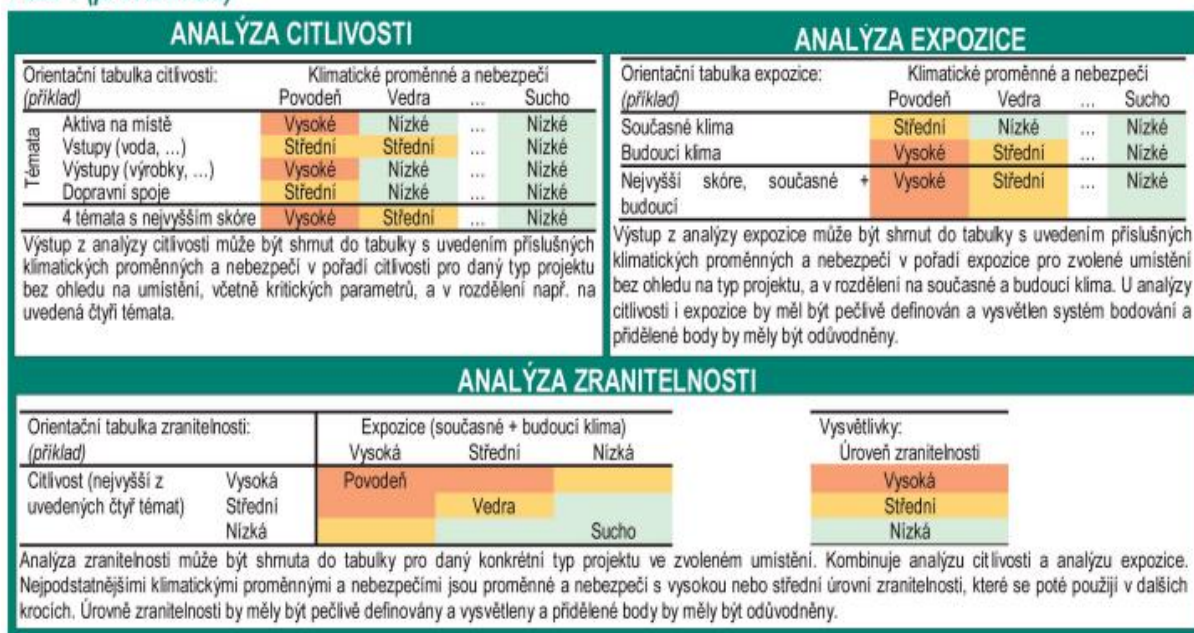 ANALÝZA CITLIVOSTI
Orientační tabulka citlivosti: Klimatické proměnné a nebezpečí
(příklad) Povodeň Vedra ... Sucho
Témata
Aktiva na místě Vysoké Nízké ... Nízké
Vstupy (voda, ...) Střední Střední ... Nízké
Výstupy (výrobky, ...) Vysoké Nízké ... Nízké
Dopravní spoje Střední Nízké ... Nízké
4 témata s nejvyšším skóre Vysoké Střední ... Nízké
Výstup z analýzy citlivosti může být shrnut do tabulky s uvedením příslušných
klimatických proměnných a nebezpečí v pořadí citlivosti pro daný typ projektu
bez ohledu na umístění, včetně kritických parametrů, a v rozdělení např. na
uvedená čtyři témata.
ANALÝZA EXPOZICE
Orientační tabulka expozice: Klimatické proměnné a nebezpečí
(příklad) Povodeň Vedra ... Sucho
Současné klima Střední Nízké ... Nízké
Budoucí klima Vysoké Střední ... Nízké
Nejvyšší skóre, současné + Vysoké Střední ... Nízké
budoucí
Výstup z analýzy expozice může být shrnut do tabulky s uvedením příslušných
klimatických proměnných a nebezpečí v pořadí expozice pro zvolené umístění
bez ohledu na typ projektu, a v rozdělení na současné a budoucí klima. U analýzy
citlivosti i expozice by měl být pečlivě definován a vysvětlen systém bodování a
přidělené body by měly být odůvodněny.
ANALÝZA ZRANITELNOSTI
Orientační tabulka zranitelnosti: Expozice (současné + budoucí klima)
(příklad) Vysoká Střední Nízká
Citlivost (nejvyšší z Vysoká Povodeň
uvedených čtyř témat) Střední Vedra
Nízká Sucho
Vysvětlivky:
Úroveň zranitelnosti
Vysoká
Střední
Nízká
Analýza zranitelnosti může být shrnuta do tabulky pro daný konkrétní typ projektu ve zvoleném umístění. Kombinuje analýzu citlivosti a analýzu expozice.
Nejpodstatnějšími klimatickými proměnnými a nebezpečími jsou proměnné a nebezpečí s vysokou nebo střední úrovní zranitelnosti, které se poté použijí v dalších
krocích. Úrovně zranitelnosti by měly být pečlivě definovány a vysvětleny a přidělené body by měly být odůvodněny.